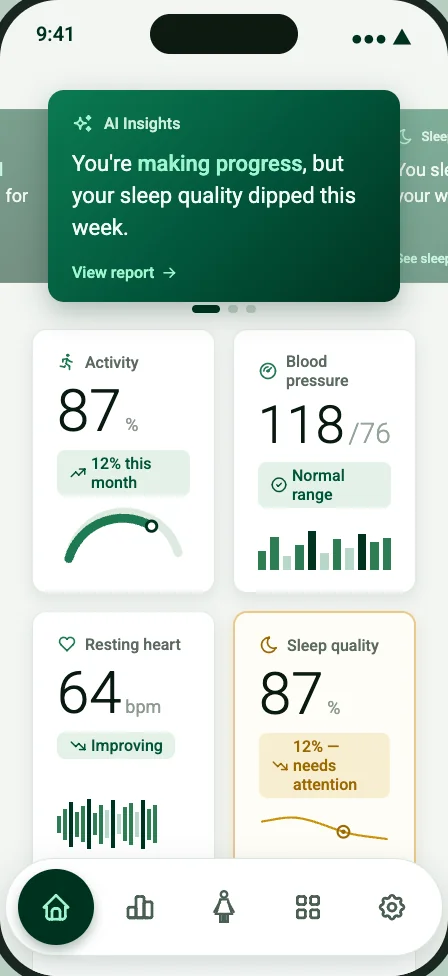 9:41
AI Insights
You're making progress, but
your sleep quality dipped this
week.
View report →
for
You
your w
See sleep
Activity
87 %
12% this
month
Blood
pressure
118 /76
Normal
range
Resting heart
64 bpm
Improving
Sleep quality
87 %
12% —
needs
attention